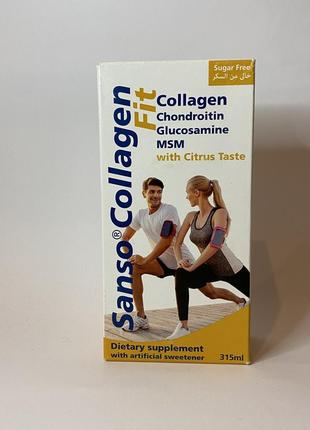 Sugar Free
خالي من السكر
Sanso® Collagen
Fit
Collagen
Chondroitin
Glucosamine
MSM
with Citrus Taste
Dietary supplement
with artificial sweetener
315ml